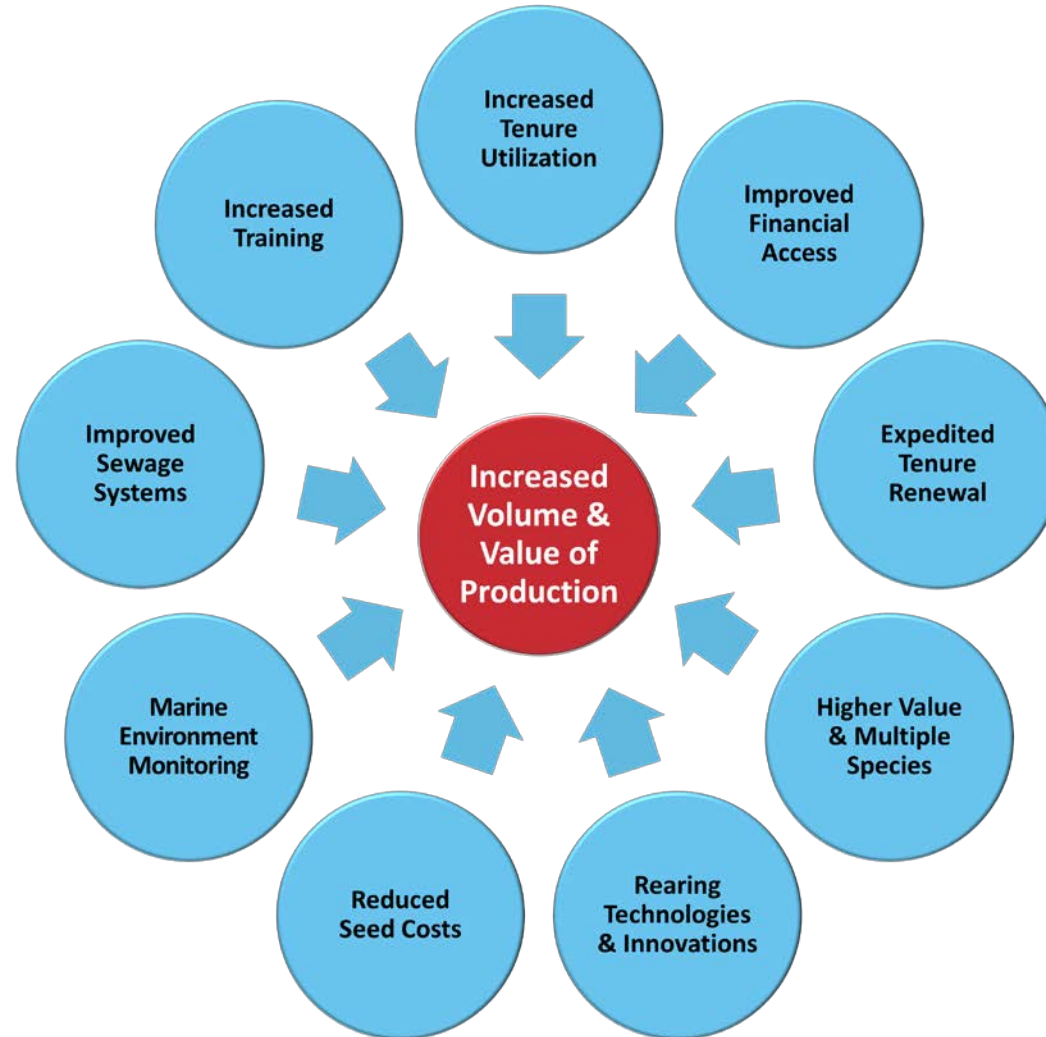 Increased
Tenure
Utilization
Improved
Financial
Access
Expedited
Tenure
Renewal
Higher Value
& Multiple
Species
Rearing
Technologies
& Innovations
Reduced
Seed Costs
Marine
Environment
Monitoring
Improved
Sewage
Systems
Increased
Training
Increased
Volume &
Value of
Production